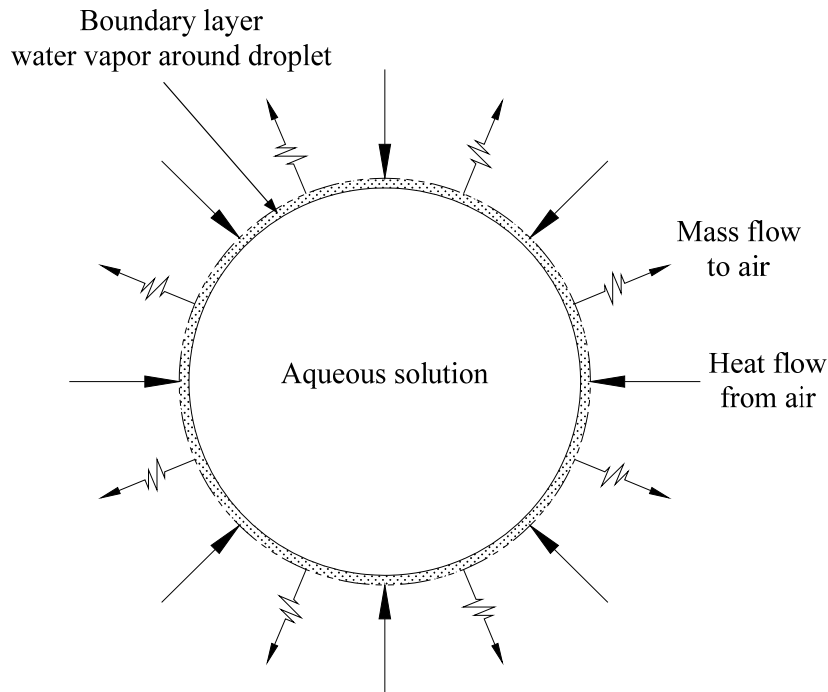 Boundary layer
water vapor around droplet
Mass flow
to air
Aqueous solution
Heat flow
from air